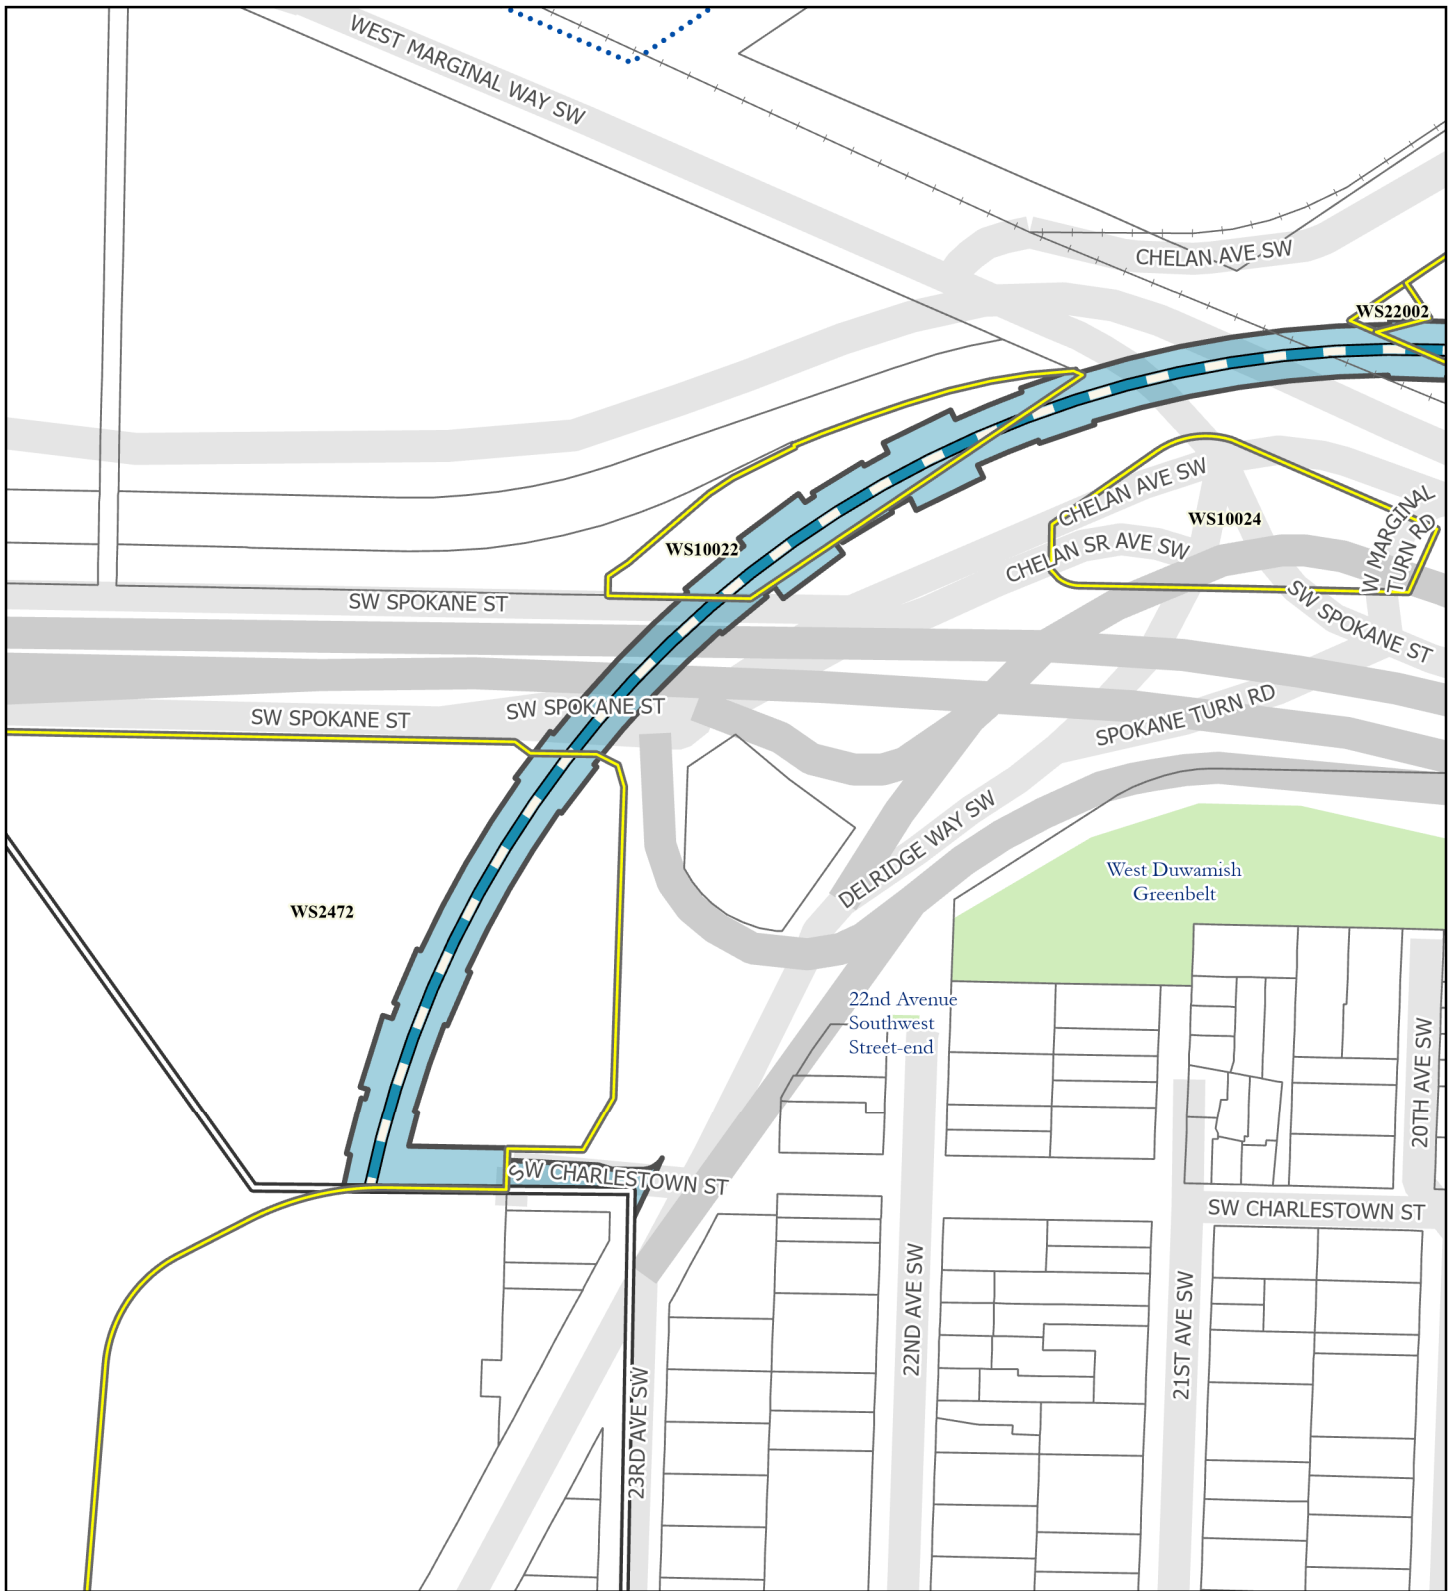 WEST MARGINAL WAY SW
CHELAN AVE SW
WS22002
CHELAN AVE SW
WS10024
W MARGINAL
TURN RD
WS10022
CHELAN SR AVE SW
SW SPOKANE ST
SW SPOKANE ST
SW SPOKANE ST
SW SPOKANE ST
SPOKANE TURN RD
DELRIDGE WAY SW
West Duwamish
Greenbelt
WS2472
22nd Avenue
Southwest
Street-end
20TH AVE SW
SW CHARLESTOWN ST
SW CHARLESTOWN ST
22ND AVE SW
21ST AVE SW
23RD AVE SW